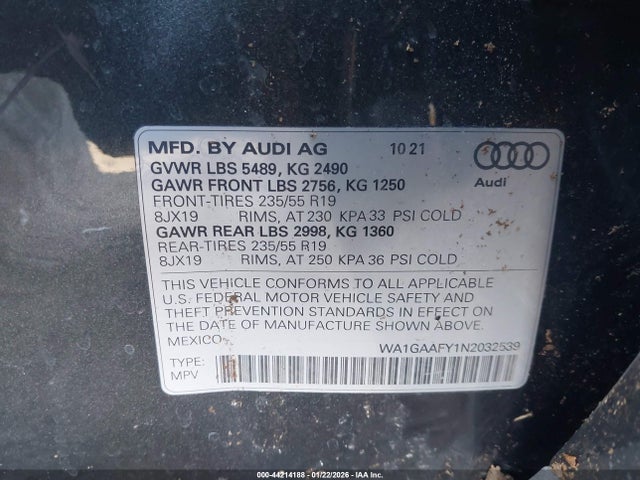 MFD. BY AUDI AG 10 21
GVWR LBS 5489, KG 2490
GAWR FRONT LBS 2756, KG 1250
FRONT-TIRES 235/55 R19
8JX19 RIMS, AT 230 KPA 33 PSI COLD
GAWR REAR LBS 2998, KG 1360
REAR-TIRES 235/55 R19
8JX19 RIMS, AT 250 KPA 36 PSI COLD
Audi
THIS VEHICLE CONFORMS TO ALL APPLICABLE
U.S. FEDERAL MOTOR VEHICLE SAFETY AND
THEFT PREVENTION STANDARDS IN EFFECT ON
THE DATE OF MANUFACTURE SHOWN ABOVE.
MEXICO
WA1GAAFY1N2032539
TYPE:
MPV
000-44214188 - 01/22/2026 - IAA Inc.